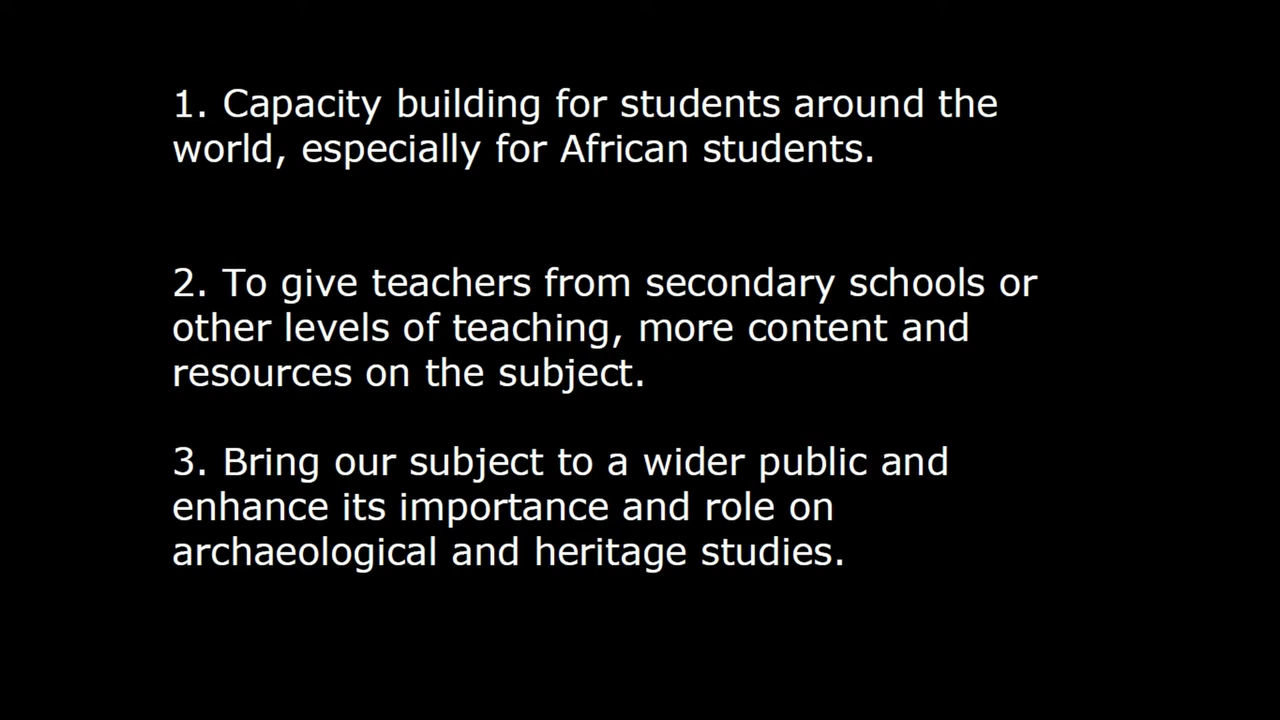 1. Capacity building for students around the
world, especially for African students.
2. To give teachers from secondary schools or
other levels of teaching, more content and
resources on the subject.
3. Bring our subject to a wider public and
enhance its importance and role on
archaeological and heritage studies.